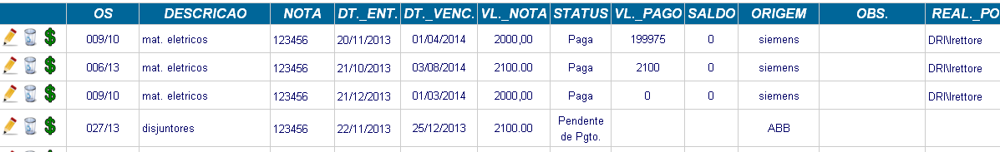 OS DESCRICAO NOTA DT._ENT. DT._VENC. VL._NOTA STATUS VL._PAGO SALDO ORIGEM OBS. REAL._PO
009/10 mat. eletricos 123456 20/11/2013 01/04/2014 2000,00 Paga 199975 0 siemens DRI\lrettore
006/13 mat. eletricos 123456 21/10/2013 03/08/2014 2100.00 Paga 2100 0 siemens DRI\lrettore
009/10 mat. eletricos 123456 21/12/2013 01/03/2014 2000,00 Paga 0 0 siemens DRI\lrettore
027/13 disjuntores 123456 22/11/2013 25/12/2013 2100.00 Pendente de Pgto. ABB